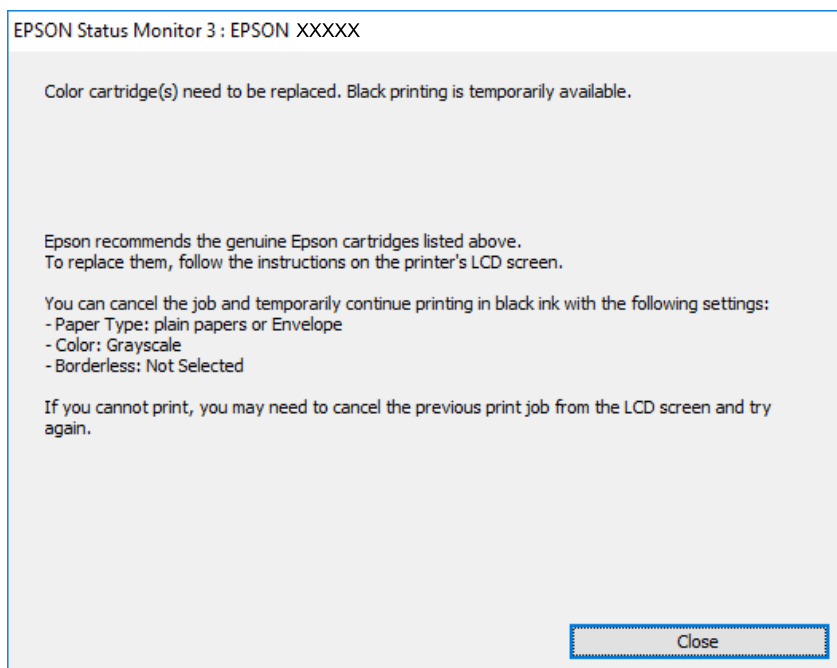 EPSON Status Monitor 3 : EPSON XXXXX
Color cartridge(s) need to be replaced. Black printing is temporarily available.
Epson recommends the genuine Epson cartridges listed above.
To replace them, follow the instructions on the printer's LCD screen.
You can cancel the job and temporarily continue printing in black ink with the following settings:
- Paper Type: plain papers or Envelope
- Color: Grayscale
- Borderless: Not Selected
If you cannot print, you may need to cancel the previous print job from the LCD screen and try
again.
Close